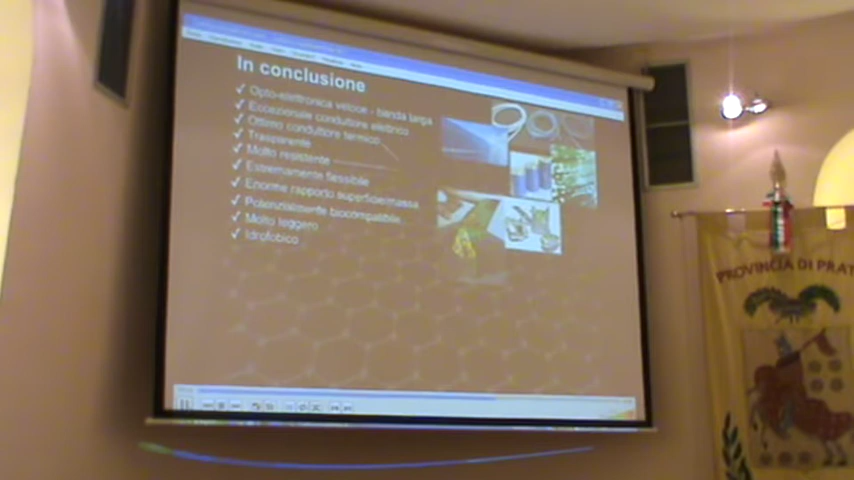 In conclusione
✓ Opto-elettronica veloce - banda larga
✓ Eccezionale conduttore elettrico
✓ Ottimo conduttore termico
✓ Trasparente
✓ Molto resistente
✓ Estremamente flessibile
✓ Enorme rapporto superficie/massa
✓ Potenzialmente biocompatibile
✓ Molto leggero
✓ Idrofobico
PROVINCIA DI PRAT